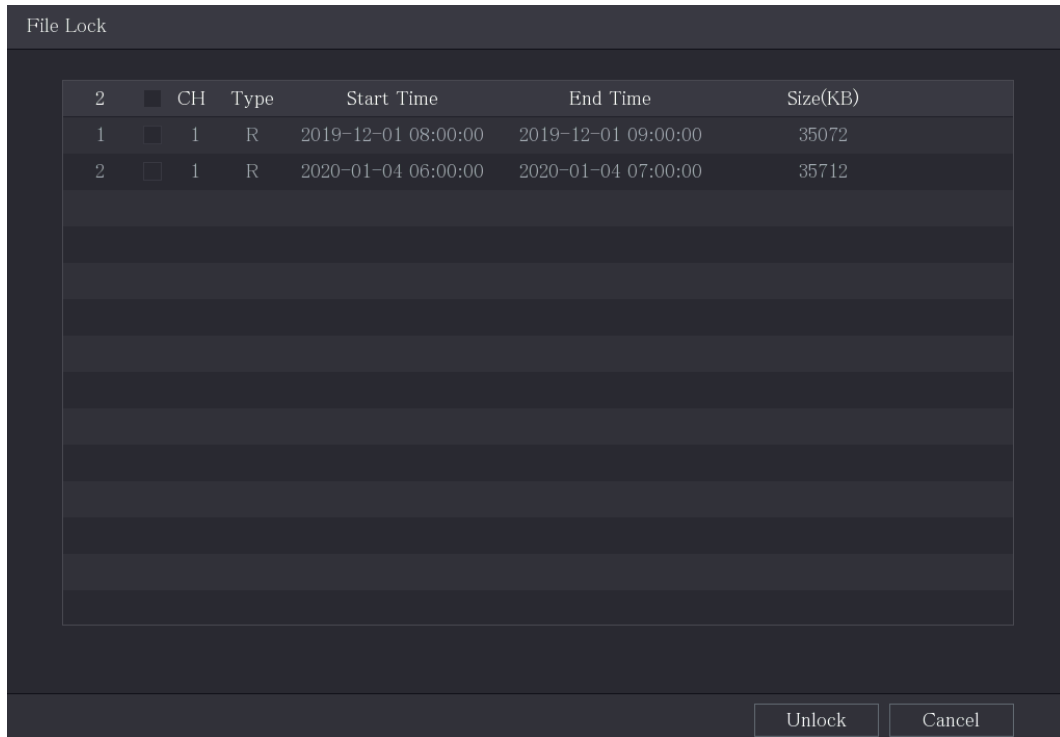 File Lock
2 CH Type Start Time End Time Size(KB)
1 1 R 2019-12-01 08:00:00 2019-12-01 09:00:00 35072
2 1 R 2020-01-04 06:00:00 2020-01-04 07:00:00 35712
Unlock Cancel